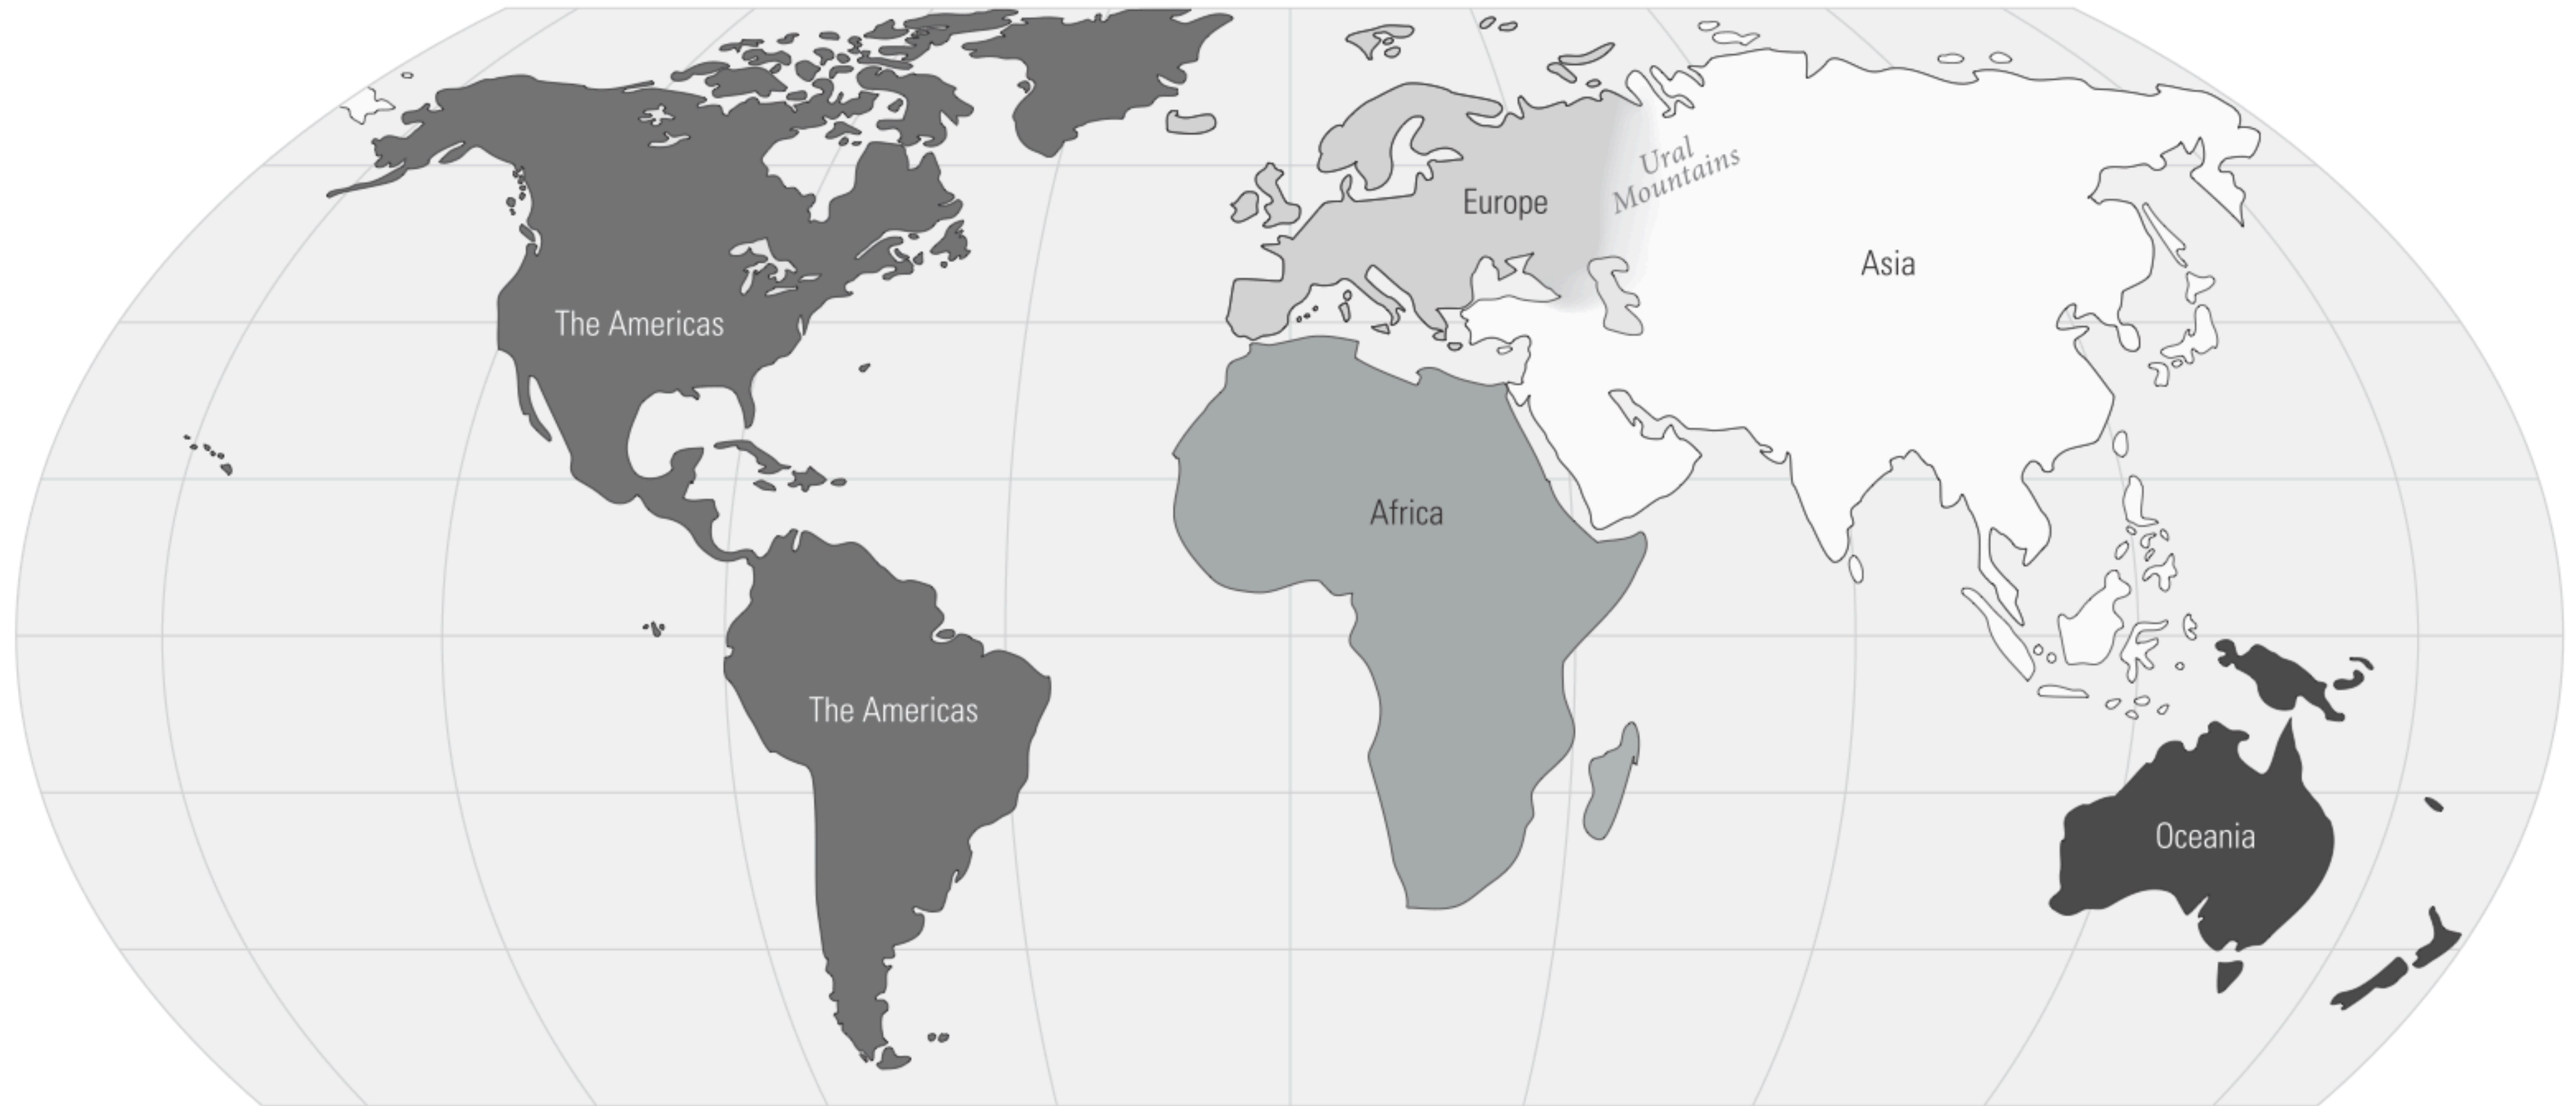 Ural
Mountains
Europe
Asia
The Americas
Africa
The Americas
Oceania